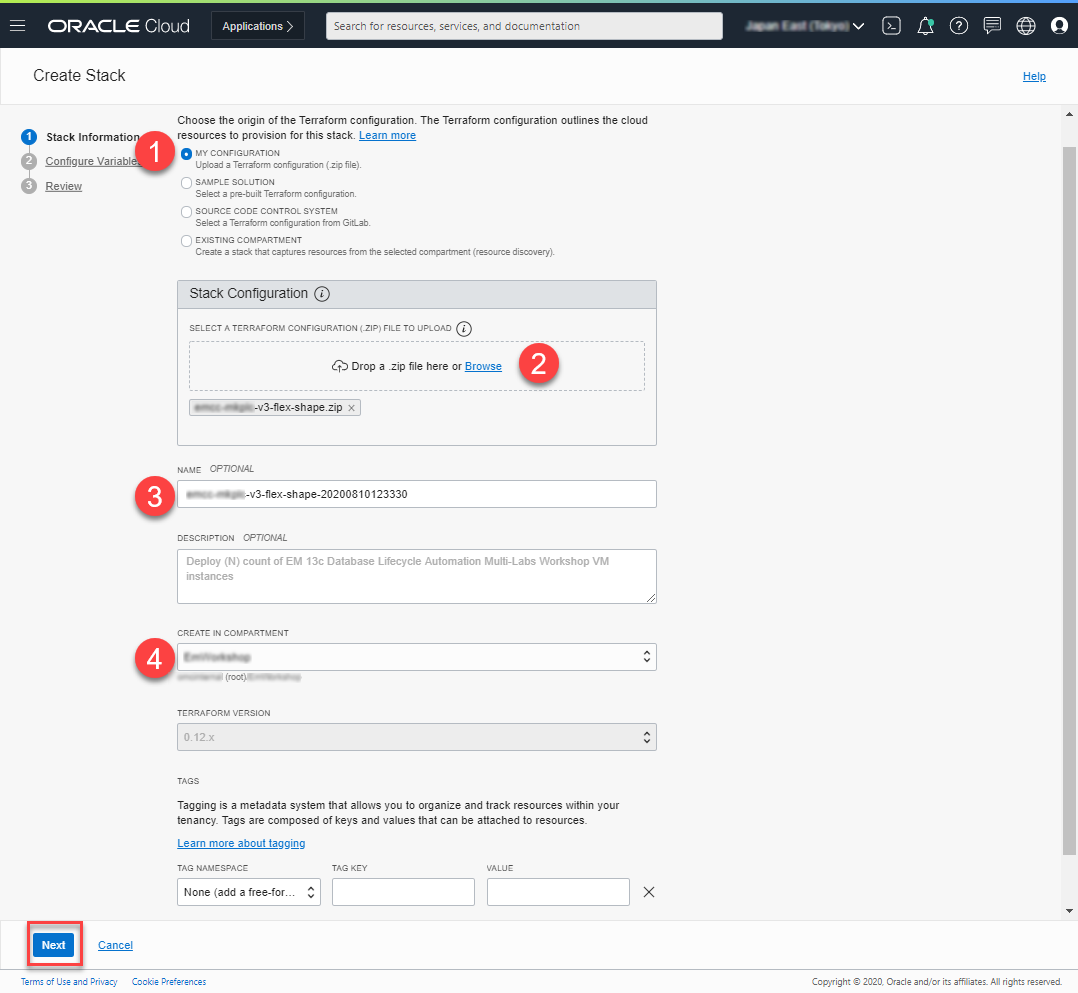 ORACLE Cloud
Applications >
Search for resources, services, and documentation
Japan East (Tokyo)
Create Stack
Help
1 Stack Information
2 Configure Variables
3 Review
Choose the origin of the Terraform configuration. The Terraform configuration outlines the cloud
resources to provision for this stack. Learn more
1
MY CONFIGURATION
Upload a Terraform configuration (.zip file).
SAMPLE SOLUTION
Select a pre-built Terraform configuration.
SOURCE CODE CONTROL SYSTEM
Select a Terraform configuration from GitLab.
EXISTING COMPARTMENT
Create a stack that captures resources from the selected compartment (resource discovery).
Stack Configuration i
SELECT A TERRAFORM CONFIGURATION (.ZIP) FILE TO UPLOAD i
Drop a .zip file here or Browse
2
-v3-flex-shape.zip ×
NAME OPTIONAL
3
-v3-flex-shape-20200810123330
DESCRIPTION OPTIONAL
Deploy (N) count of EM 13c Database Lifecycle Automation Multi-Labs Workshop VM
instances
CREATE IN COMPARTMENT
4
EmWorkshop
(root)/EmWorkshop
TERRAFORM VERSION
0.12.x
TAGS
Tagging is a metadata system that allows you to organize and track resources within your
tenancy. Tags are composed of keys and values that can be attached to resources.
Learn more about tagging
TAG NAMESPACE
TAG KEY
VALUE
None (add a free-for...
Next
Cancel
Terms of Use and Privacy
Cookie Preferences
Copyright © 2020, Oracle and/or its affiliates. All rights reserved.